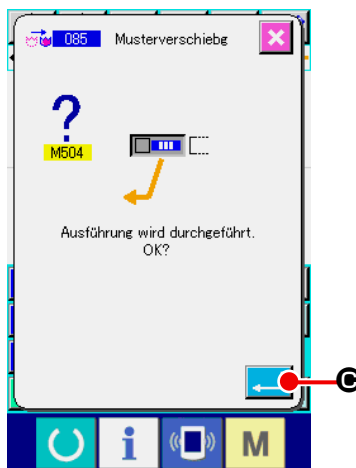 085 Musterverschiebg
?
M504
Ausführung wird durchgeführt.
OK?
C
i M